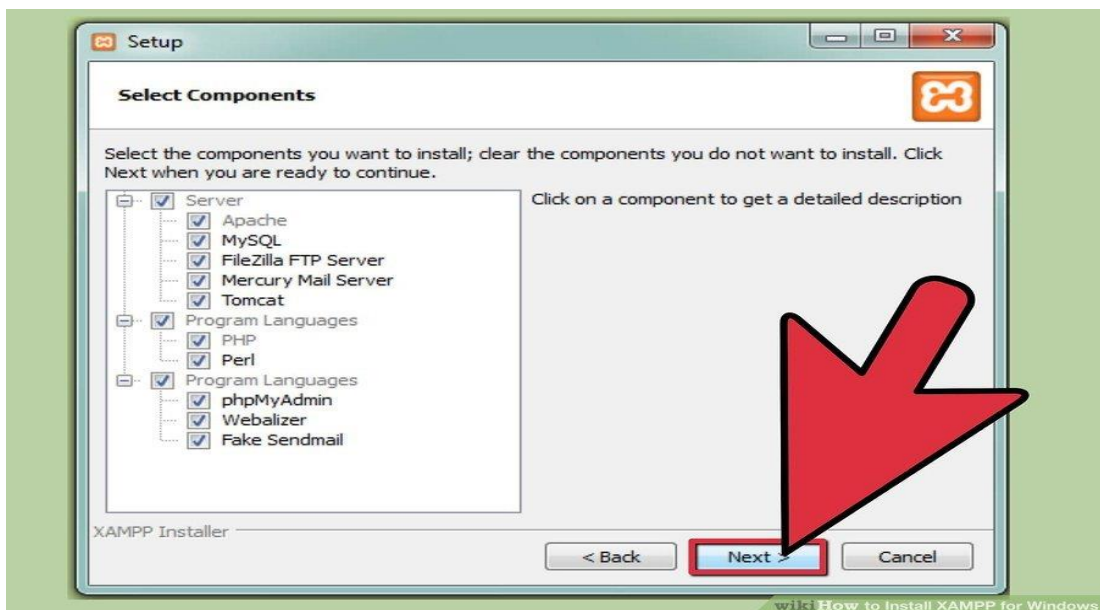 Setup
Select Components
Select the components you want to install; clear the components you do not want to install. Click
Next when you are ready to continue.
Server
Apache
MySQL
FileZilla FTP Server
Mercury Mail Server
Tomcat
Program Languages
PHP
Perl
Program Languages
phpMyAdmin
Webalizer
Fake Sendmail
Click on a component to get a detailed description
XAMPP Installer
< Back
Next >
Cancel
wikiHow to Install XAMPP for Windows